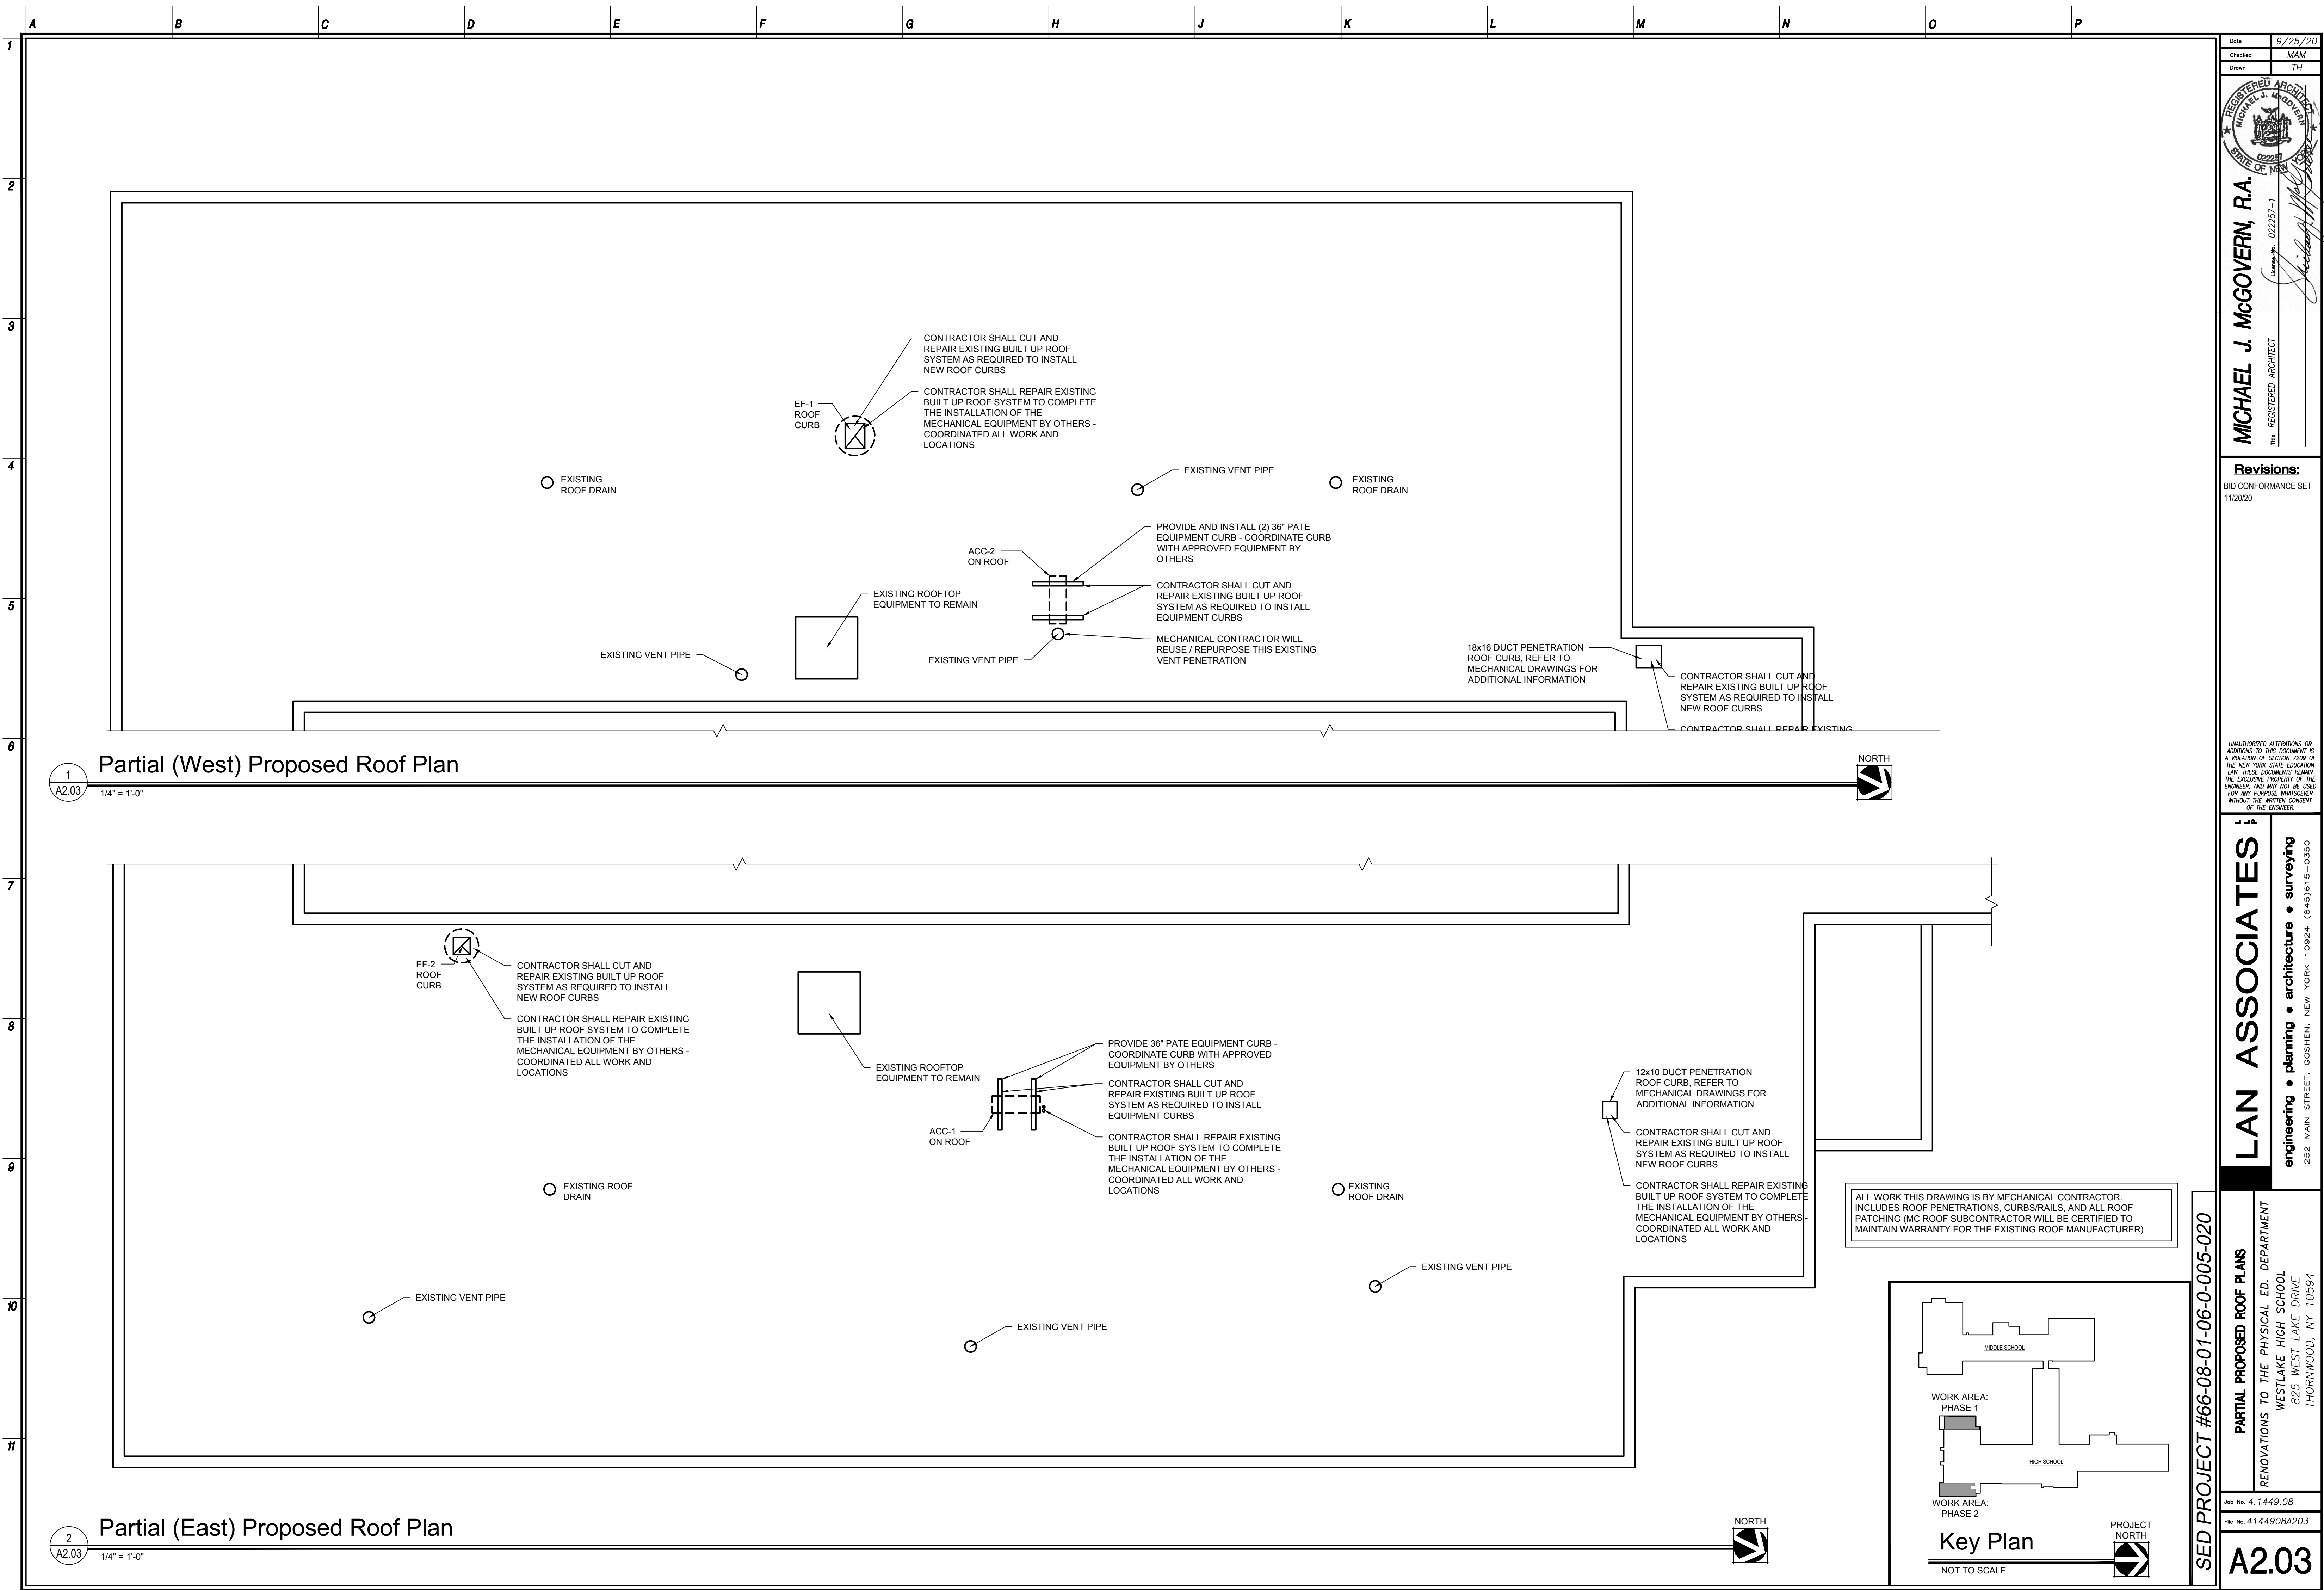 A B C D E F G H J K L M N O P
1
2
3
4
5
6
7
8
9
10
11
CONTRACTOR SHALL CUT AND
REPAIR EXISTING BUILT UP ROOF
SYSTEM AS REQUIRED TO INSTALL
NEW ROOF CURBS
CONTRACTOR SHALL REPAIR EXISTING
BUILT UP ROOF SYSTEM TO COMPLETE
THE INSTALLATION OF THE
MECHANICAL EQUIPMENT BY OTHERS -
COORDINATED ALL WORK AND
LOCATIONS
EF-1
ROOF
CURB
EXISTING
ROOF DRAIN
EXISTING VENT PIPE
EXISTING
ROOF DRAIN
PROVIDE AND INSTALL (2) 36" PATE
EQUIPMENT CURB - COORDINATE CURB
WITH APPROVED EQUIPMENT BY
OTHERS
ACC-2
ON ROOF
CONTRACTOR SHALL CUT AND
REPAIR EXISTING BUILT UP ROOF
SYSTEM AS REQUIRED TO INSTALL
EQUIPMENT CURBS
EXISTING ROOFTOP
EQUIPMENT TO REMAIN
MECHANICAL CONTRACTOR WILL
REUSE / REPURPOSE THIS EXISTING
VENT PENETRATION
EXISTING VENT PIPE
EXISTING VENT PIPE
18x16 DUCT PENETRATION
ROOF CURB, REFER TO
MECHANICAL DRAWINGS FOR
ADDITIONAL INFORMATION
CONTRACTOR SHALL CUT AND
REPAIR EXISTING BUILT UP ROOF
SYSTEM AS REQUIRED TO INSTALL
NEW ROOF CURBS
CONTRACTOR SHALL REPAIR EXISTING
1
A2.03
Partial (West) Proposed Roof Plan
1/4" = 1'-0"
NORTH
EF-2
ROOF
CURB
CONTRACTOR SHALL CUT AND
REPAIR EXISTING BUILT UP ROOF
SYSTEM AS REQUIRED TO INSTALL
NEW ROOF CURBS
CONTRACTOR SHALL REPAIR EXISTING
BUILT UP ROOF SYSTEM TO COMPLETE
THE INSTALLATION OF THE
MECHANICAL EQUIPMENT BY OTHERS -
COORDINATED ALL WORK AND
LOCATIONS
EXISTING ROOFTOP
EQUIPMENT TO REMAIN
PROVIDE 36" PATE EQUIPMENT CURB -
COORDINATE CURB WITH APPROVED
EQUIPMENT BY OTHERS
CONTRACTOR SHALL CUT AND
REPAIR EXISTING BUILT UP ROOF
SYSTEM AS REQUIRED TO INSTALL
EQUIPMENT CURBS
CONTRACTOR SHALL REPAIR EXISTING
BUILT UP ROOF SYSTEM TO COMPLETE
THE INSTALLATION OF THE
MECHANICAL EQUIPMENT BY OTHERS -
COORDINATED ALL WORK AND
LOCATIONS
ACC-1
ON ROOF
12x10 DUCT PENETRATION
ROOF CURB, REFER TO
MECHANICAL DRAWINGS FOR
ADDITIONAL INFORMATION
CONTRACTOR SHALL CUT AND
REPAIR EXISTING BUILT UP ROOF
SYSTEM AS REQUIRED TO INSTALL
NEW ROOF CURBS
CONTRACTOR SHALL REPAIR EXISTING
BUILT UP ROOF SYSTEM TO COMPLETE
THE INSTALLATION OF THE
MECHANICAL EQUIPMENT BY OTHERS -
COORDINATED ALL WORK AND
LOCATIONS
EXISTING ROOF
DRAIN
EXISTING
ROOF DRAIN
EXISTING VENT PIPE
EXISTING VENT PIPE
EXISTING VENT PIPE
2
A2.03
Partial (East) Proposed Roof Plan
1/4" = 1'-0"
NORTH
ALL WORK THIS DRAWING IS BY MECHANICAL CONTRACTOR.
INCLUDES ROOF PENETRATIONS, CURBS/RAILS, AND ALL ROOF
PATCHING (MC ROOF SUBCONTRACTOR WILL BE CERTIFIED TO
MAINTAIN WARRANTY FOR THE EXISTING ROOF MANUFACTURER)
MIDDLE SCHOOL
WORK AREA:
PHASE 1
HIGH SCHOOL
WORK AREA:
PHASE 2
Key Plan
NOT TO SCALE
PROJECT
NORTH
SED PROJECT #66-08-01-06-0-005-020
Date 9/25/20
Checked MAM
Drawn TH
REGISTERED ARCHITECT
MICHAEL J. McGOVERN
022257
STATE OF NEW YORK
MICHAEL J. McGOVERN, R.A.
Title REGISTERED ARCHITECT License No. 022257-1
Revisions:
BID CONFORMANCE SET
11/20/20
UNAUTHORIZED ALTERATIONS OR
ADDITIONS TO THIS DOCUMENT IS
A VIOLATION OF SECTION 7209 OF
THE NEW YORK STATE EDUCATION
LAW. THESE DOCUMENTS REMAIN
THE EXCLUSIVE PROPERTY OF THE
ENGINEER, AND MAY NOT BE USED
FOR ANY PURPOSE WHATSOEVER
WITHOUT THE WRITTEN CONSENT
OF THE ENGINEER.
LAN ASSOCIATES LLP
engineering • planning • architecture • surveying
252 MAIN STREET, GOSHEN, NEW YORK 10924 (845)615-0350
PARTIAL PROPOSED ROOF PLANS
RENOVATIONS TO THE PHYSICAL ED. DEPARTMENT
WESTLAKE HIGH SCHOOL
825 WEST LAKE DRIVE
THORNWOOD, NY 10594
Job No. 4.1449.08
File No. 4144908A203
A2.03